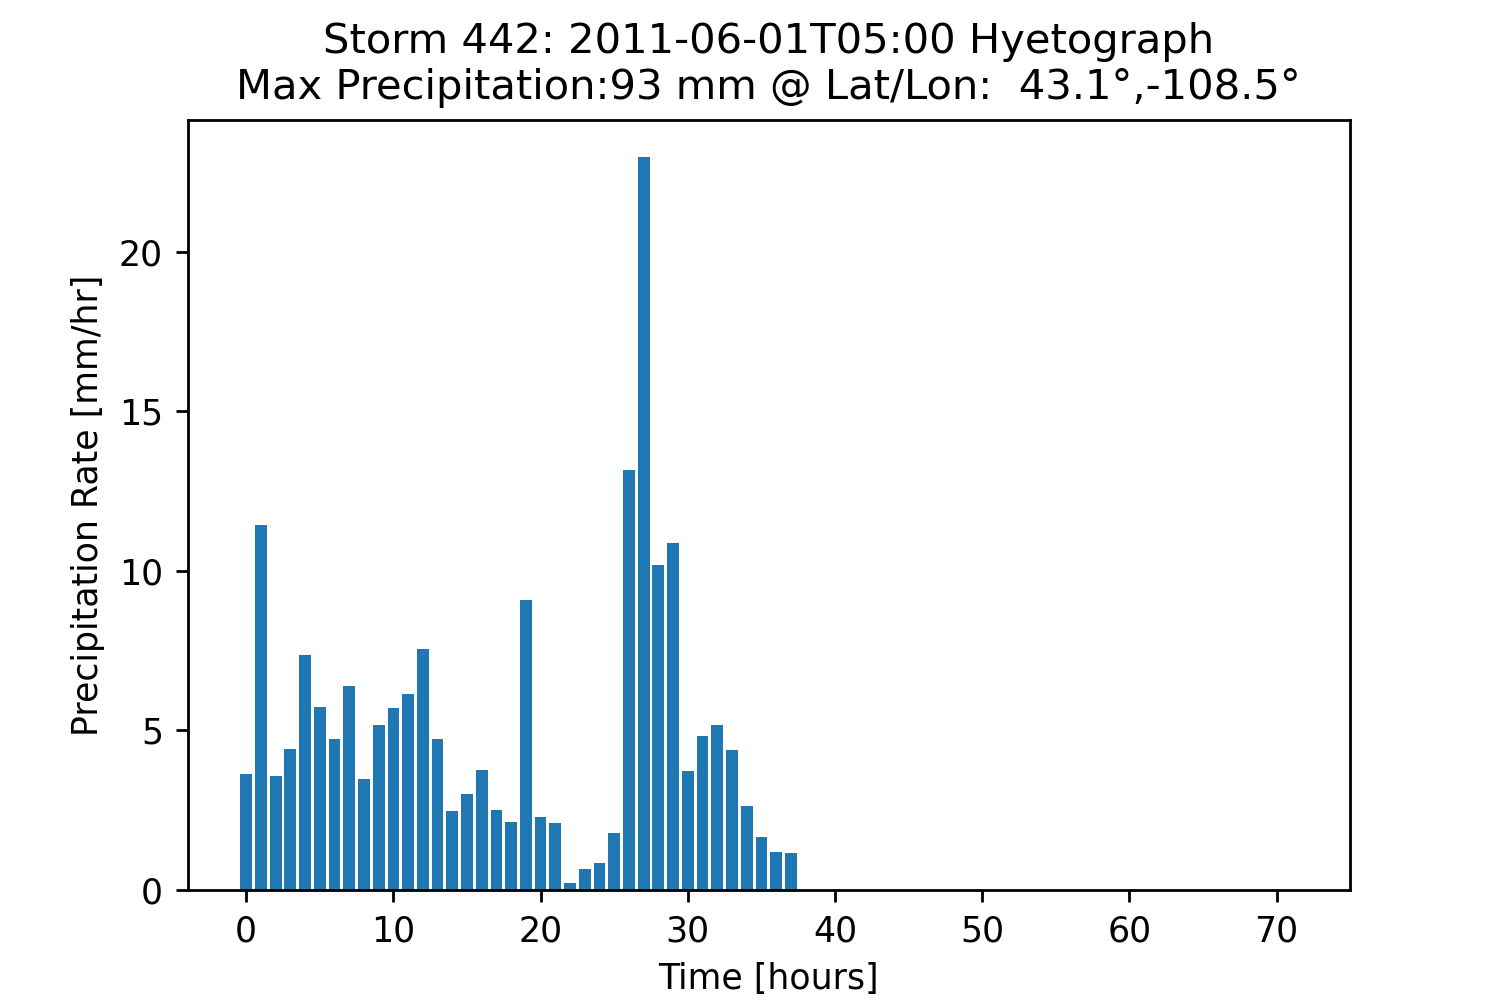 Storm 442: 2011-06-01T05:00 Hyetograph
Max Precipitation:93 mm @ Lat/Lon:  43.1°,-108.5°
Precipitation Rate [mm/hr]
20
15
10
5
0
0 10 20 30 40 50 60 70
Time [hours]